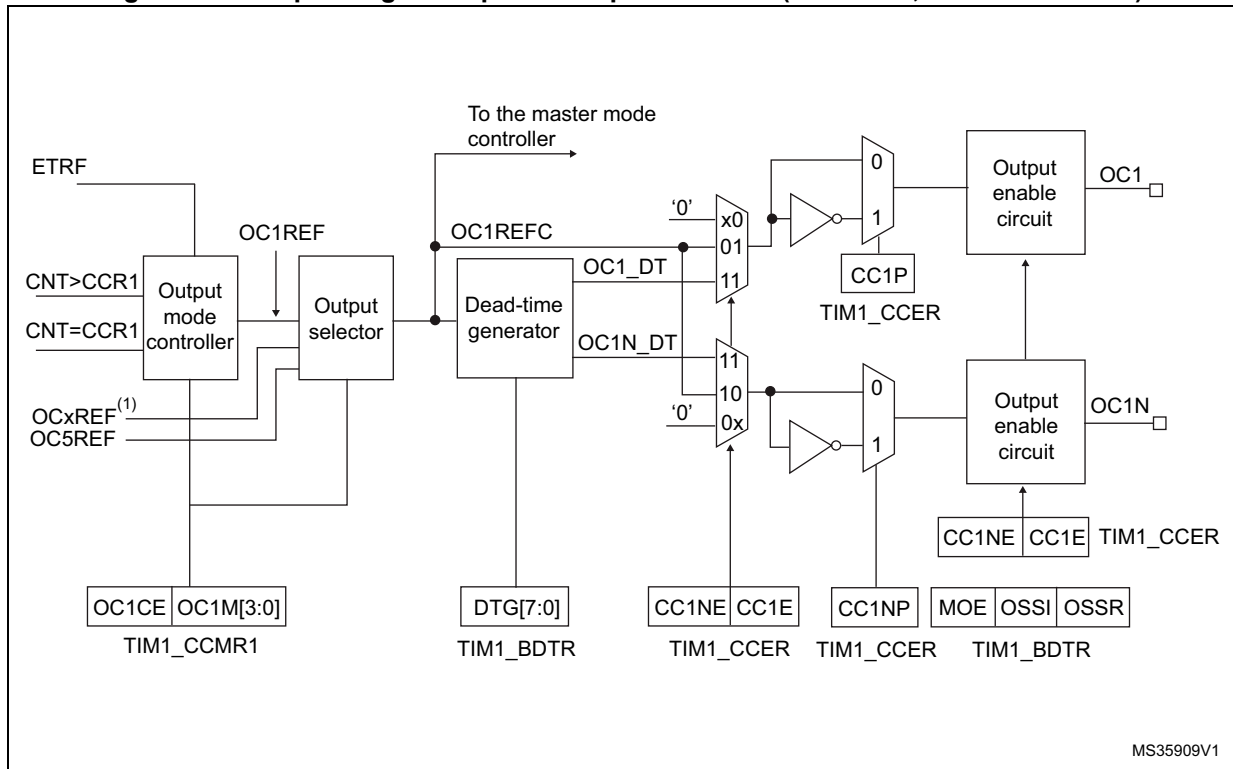 To the master mode
controller
ETRF
OC1REF
CNT>CCR1
CNT=CCR1
Output
mode
controller
Output
selector
OCxREF(1)
OC5REF
OC1REFC
Dead-time
generator
OC1_DT
OC1N_DT
‘0’
x0
01
11
11
10
‘0’
0x
0
1
CC1P
TIM1_CCER
0
1
Output
enable
circuit
OC1
Output
enable
circuit
OC1N
CC1NE CC1E TIM1_CCER
OC1CE OC1M[3:0]
TIM1_CCMR1
DTG[7:0]
TIM1_BDTR
CC1NE CC1E
TIM1_CCER
CC1NP
TIM1_CCER
MOE OSSI OSSR
TIM1_BDTR
MS35909V1